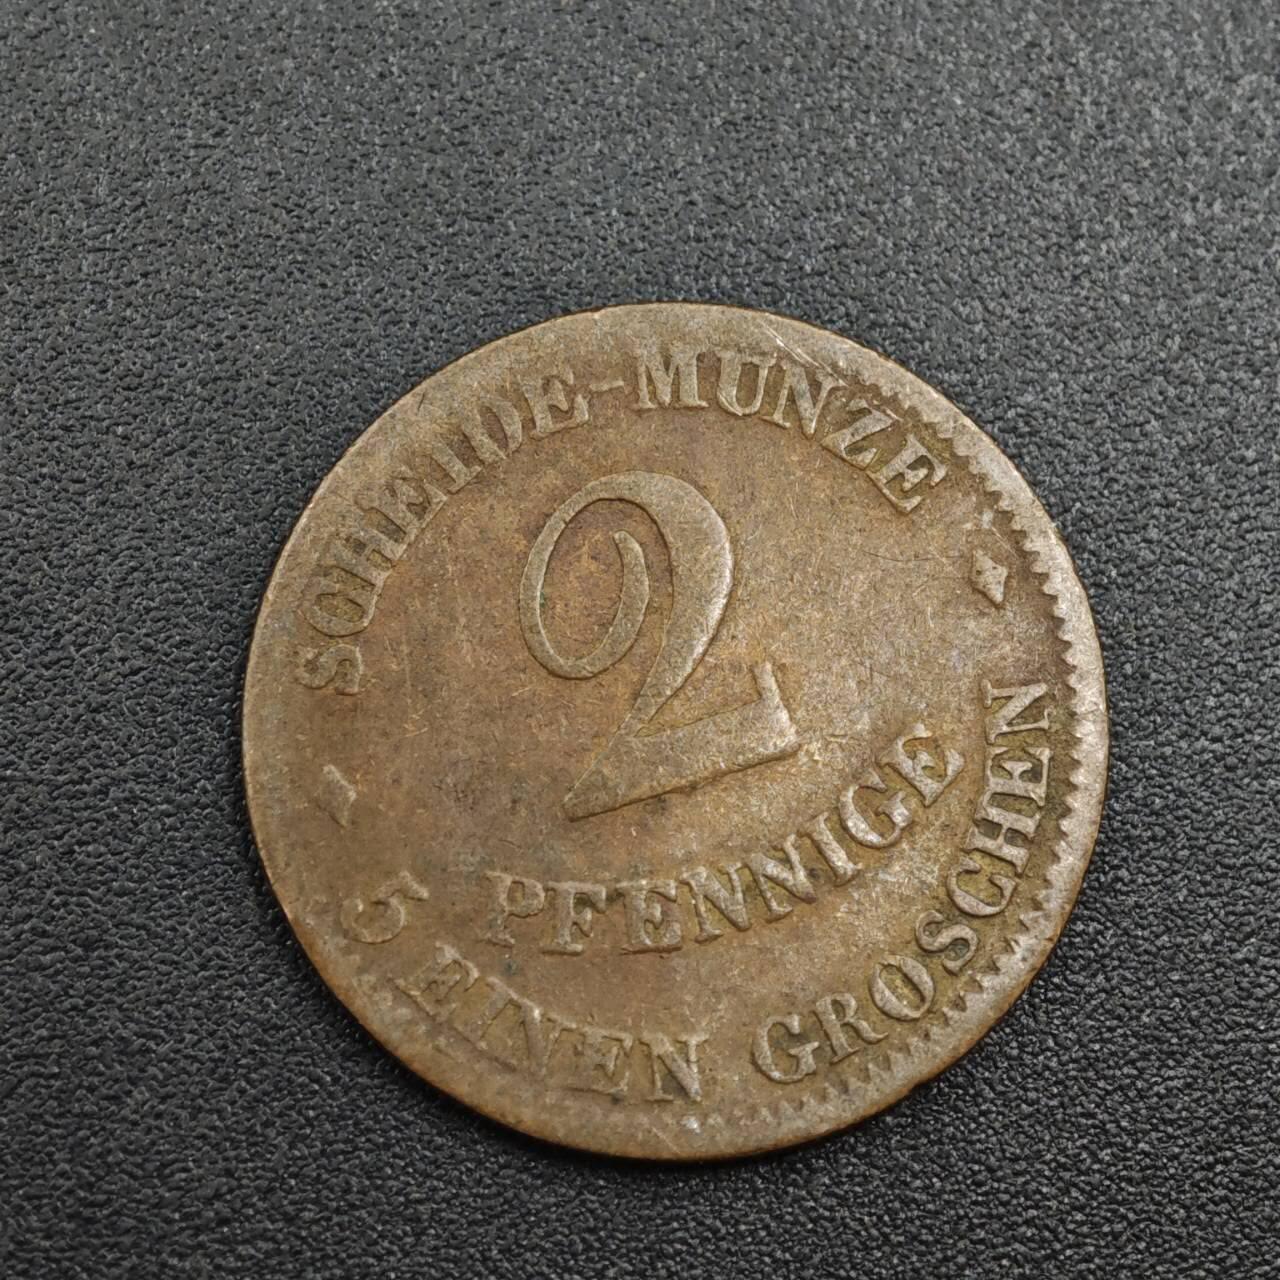 SCHEIDE-MÜNZE
2
PFENNIGE
5 EINEN GROSCHEN